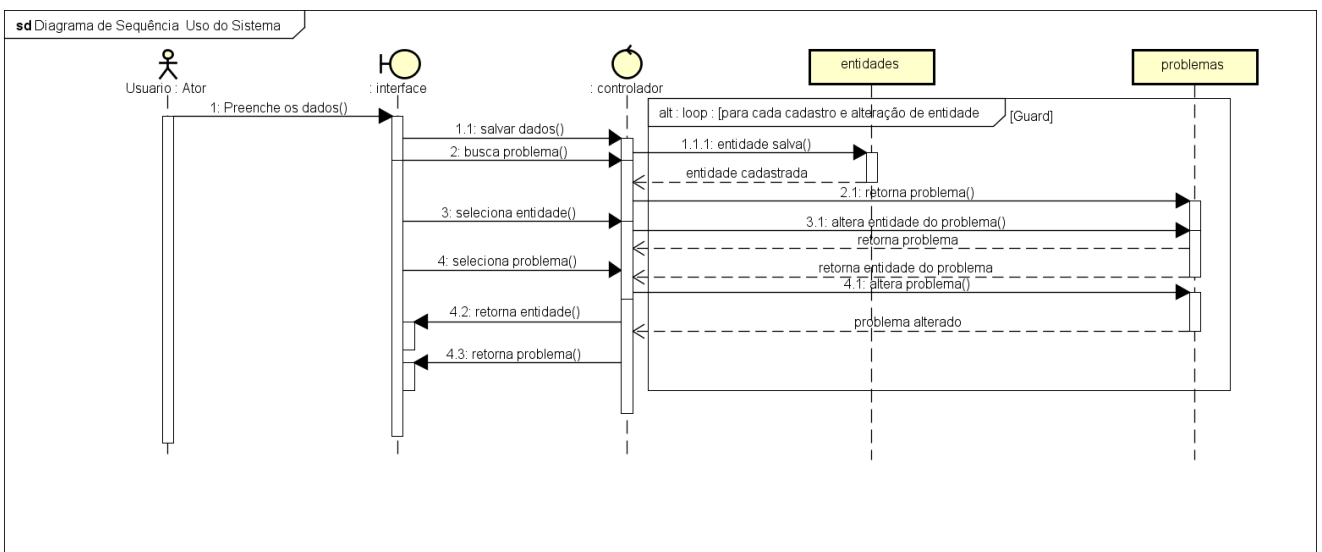 sd Diagrama de Sequência Uso do Sistema
Usuario : Ator
: interface
: controlador
entidades
problemas
1: Preenche os dados()
alt : loop : [para cada cadastro e alteração de entidade
[Guard]
1.1: salvar dados()
1.1.1: entidade salva()
2: busca problema()
entidade cadastrada
2.1: retorna problema()
3: seleciona entidade()
3.1: altera entidade do problema()
retorna problema
4: seleciona problema()
retorna entidade do problema
4.1: altera problema()
4.2: retorna entidade()
problema alterado
4.3: retorna problema()